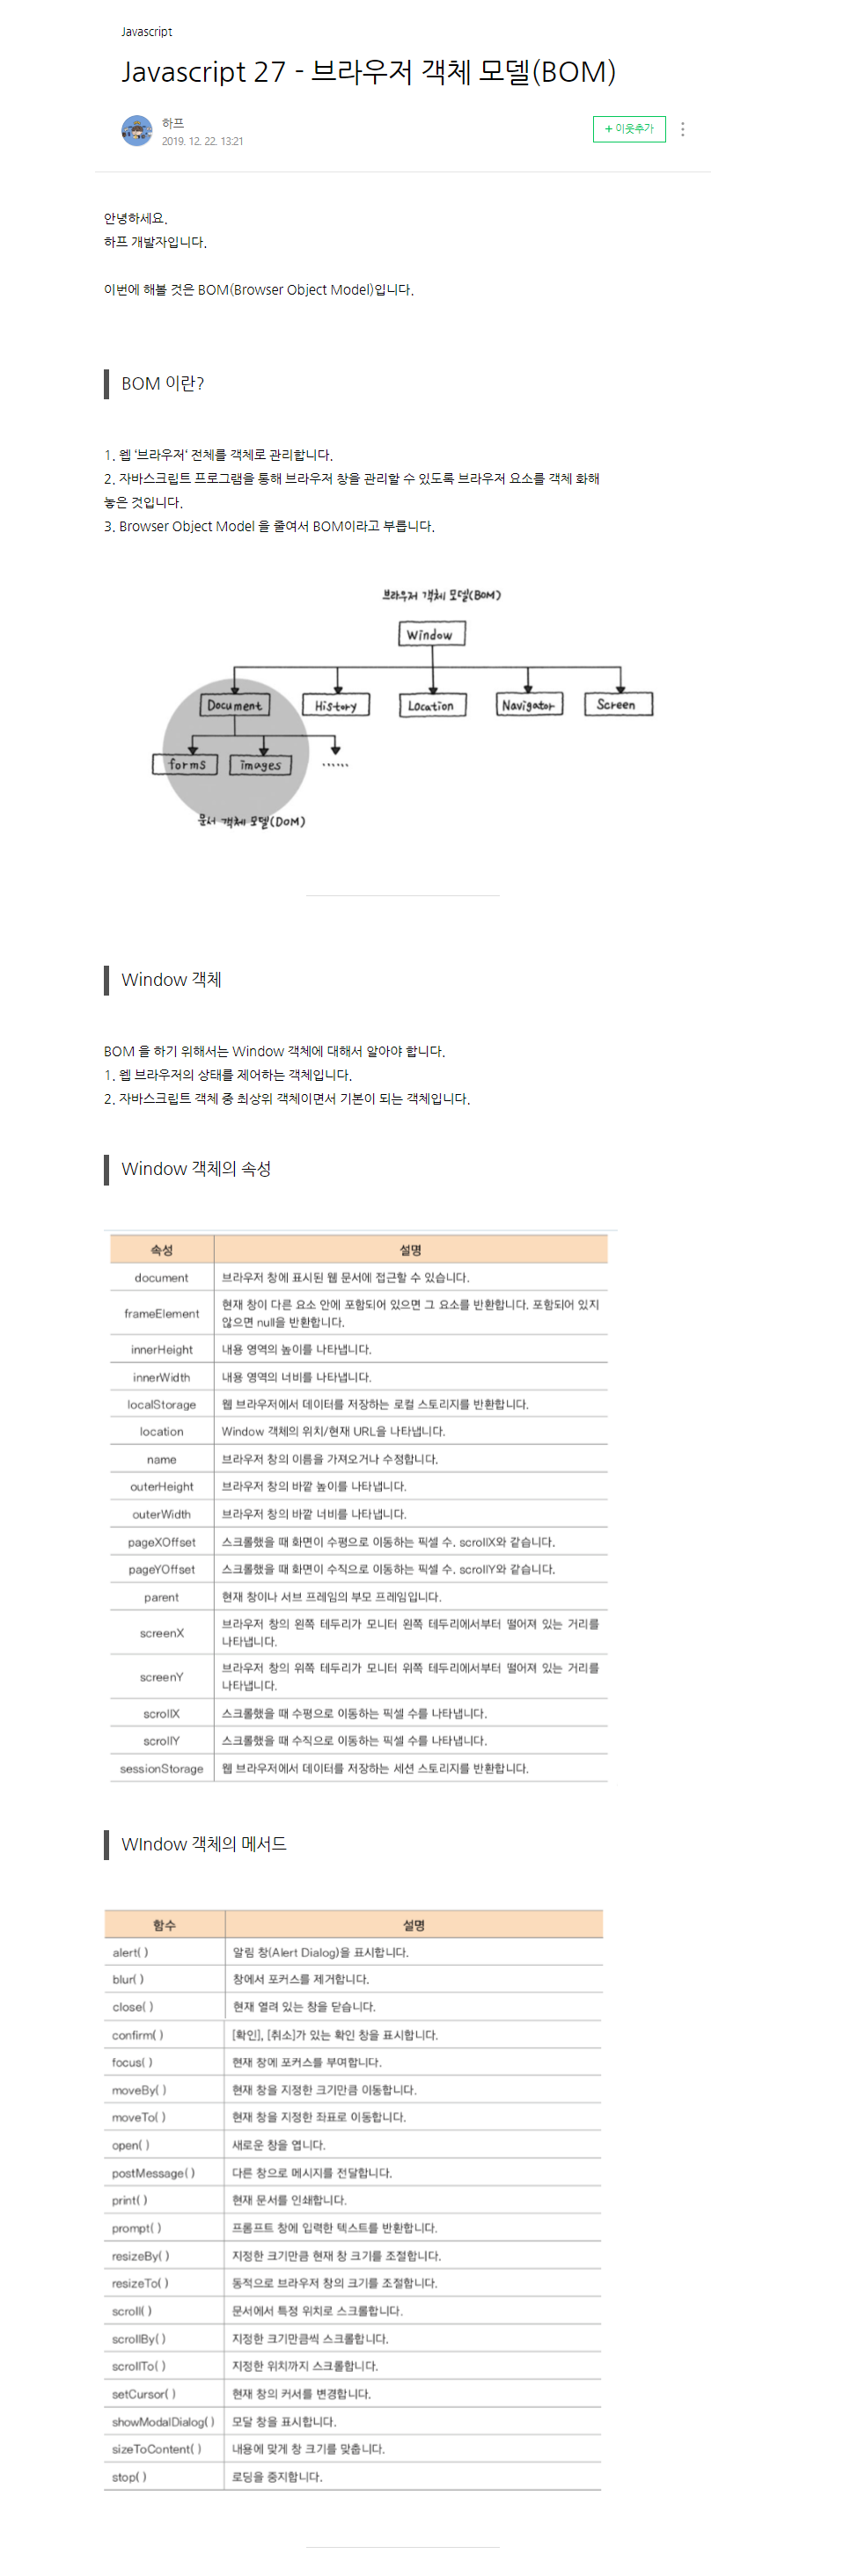 Javascript
Javascript 27 - 브라우저 객체 모델(BOM)
하프
2019. 12. 22. 13:21
+ 이웃추가
안녕하세요.
하프 개발자입니다.
이번에 해볼 것은 BOM(Browser Object Model)입니다.
BOM 이란?
1. 웹 '브라우저' 전체를 객체로 관리합니다.
2. 자바스크립트 프로그램을 통해 브라우저 창을 관리할 수 있도록 브라우저 요소를 객체 화해
놓은 것입니다.
3. Browser Object Model 을 줄여서 BOM이라고 부릅니다.
브라우저 객체 모델(BOM)
Window
Document History Location Navigator Screen
forms images ......
문서 객체 모델(DOM)
Window 객체
BOM 을 하기 위해서는 Window 객체에 대해서 알아야 합니다.
1. 웹 브라우저의 상태를 제어하는 객체입니다.
2. 자바스크립트 객체 중 최상위 객체이면서 기본이 되는 객체입니다.
Window 객체의 속성
속성 설명
document 브라우저 창에 표시된 웹 문서에 접근할 수 있습니다.
frameElement 현재 창이 다른 요소 안에 포함되어 있으면 그 요소를 반환합니다. 포함되어 있지
않으면 null을 반환합니다.
innerHeight 내용 영역의 높이를 나타냅니다.
innerWidth 내용 영역의 너비를 나타냅니다.
localStorage 웹 브라우저에서 데이터를 저장하는 로컬 스토리지를 반환합니다.
location Window 객체의 위치/현재 URL을 나타냅니다.
name 브라우저 창의 이름을 가져오거나 수정합니다.
outerHeight 브라우저 창의 바깥 높이를 나타냅니다.
outerWidth 브라우저 창의 바깥 너비를 나타냅니다.
pageXOffset 스크롤했을 때 화면이 수평으로 이동하는 픽셀 수. scrollX와 같습니다.
pageYOffset 스크롤했을 때 화면이 수직으로 이동하는 픽셀 수. scrollY와 같습니다.
parent 현재 창이나 서브 프레임의 부모 프레임입니다.
screenX 브라우저 창의 왼쪽 테두리가 모니터 왼쪽 테두리에서부터 떨어져 있는 거리를
나타냅니다.
screenY 브라우저 창의 위쪽 테두리가 모니터 위쪽 테두리에서부터 떨어져 있는 거리를
나타냅니다.
scrollX 스크롤했을 때 수평으로 이동하는 픽셀 수를 나타냅니다.
scrollY 스크롤했을 때 수직으로 이동하는 픽셀 수를 나타냅니다.
sessionStorage 웹 브라우저에서 데이터를 저장하는 세션 스토리지를 반환합니다.
WIndow 객체의 메서드
함수 설명
alert( ) 알림 창(Alert Dialog)을 표시합니다.
blur( ) 창에서 포커스를 제거합니다.
close( ) 현재 열려 있는 창을 닫습니다.
confirm( ) [확인], [취소]가 있는 확인 창을 표시합니다.
focus( ) 현재 창에 포커스를 부여합니다.
moveBy( ) 현재 창을 지정한 크기만큼 이동합니다.
moveTo( ) 현재 창을 지정한 좌표로 이동합니다.
open( ) 새로운 창을 엽니다.
postMessage( ) 다른 창으로 메시지를 전달합니다.
print( ) 현재 문서를 인쇄합니다.
prompt( ) 프롬프트 창에 입력한 텍스트를 반환합니다.
resizeBy( ) 지정한 크기만큼 현재 창 크기를 조절합니다.
resizeTo( ) 동적으로 브라우저 창의 크기를 조절합니다.
scroll( ) 문서에서 특정 위치로 스크롤합니다.
scrollBy( ) 지정한 크기만큼씩 스크롤합니다.
scrollTo( ) 지정한 위치까지 스크롤합니다.
setCursor( ) 현재 창의 커서를 변경합니다.
showModalDialog( ) 모달 창을 표시합니다.
sizeToContent( ) 내용에 맞게 창 크기를 맞춥니다.
stop( ) 로딩을 중지합니다.